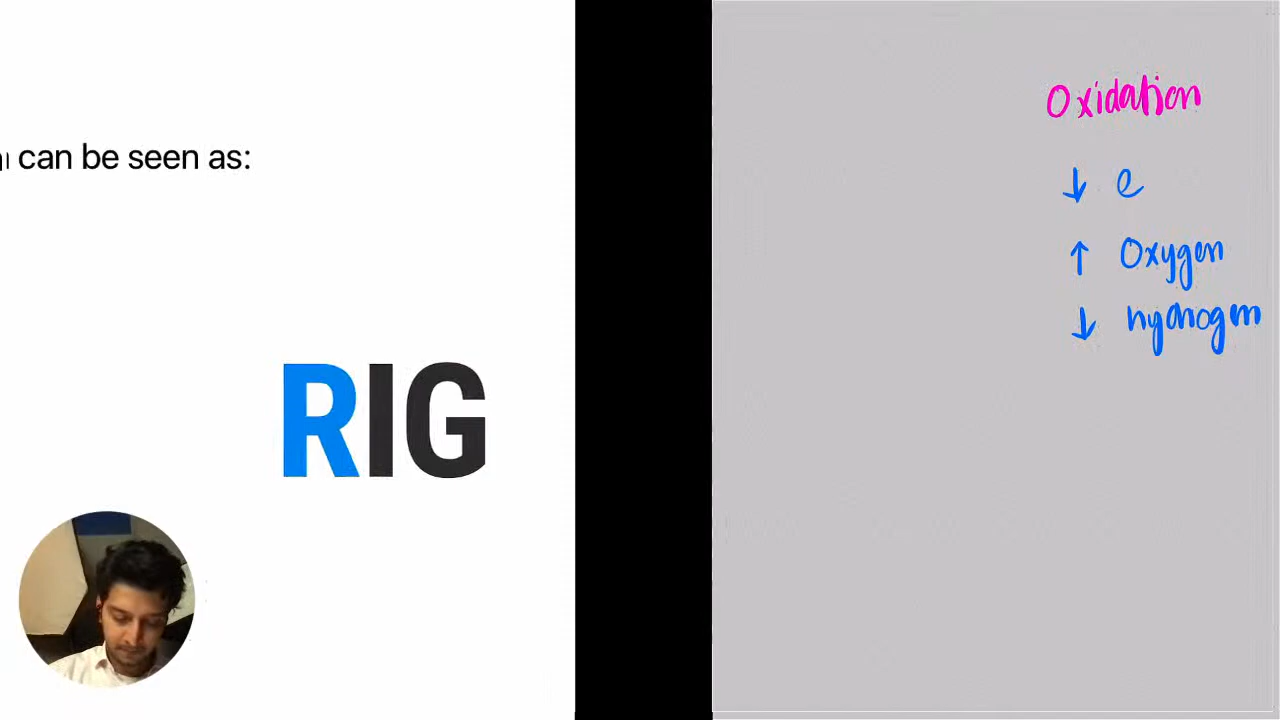 can be seen as:
RIG
Oxidation
↓ e
↑ Oxygen
↓ hydrogen